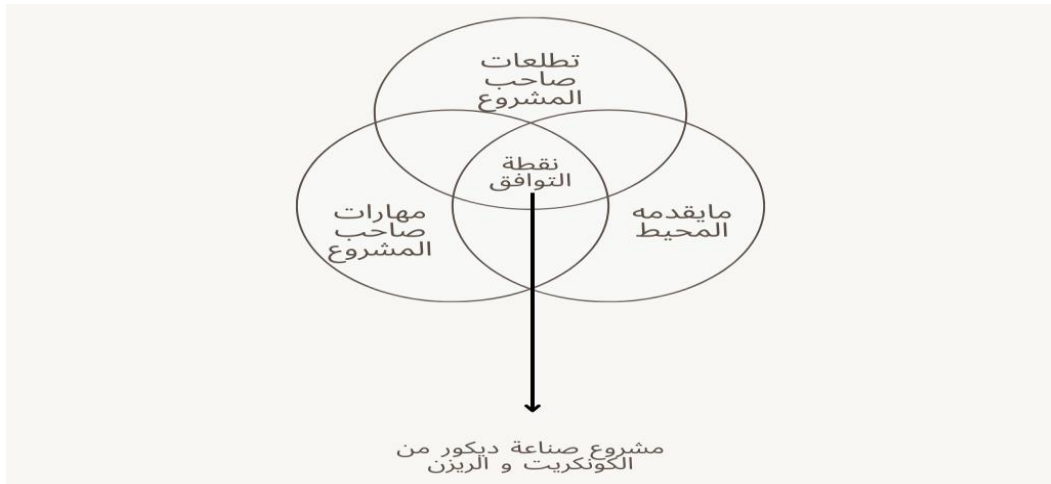 تطلعات
صاحب
المشروع
نقطة
التوافق
مايقدمه
المحيط
مهارات
صاحب
المشروع
مشروع صناعة ديكور من
الكونكريت و الريزن